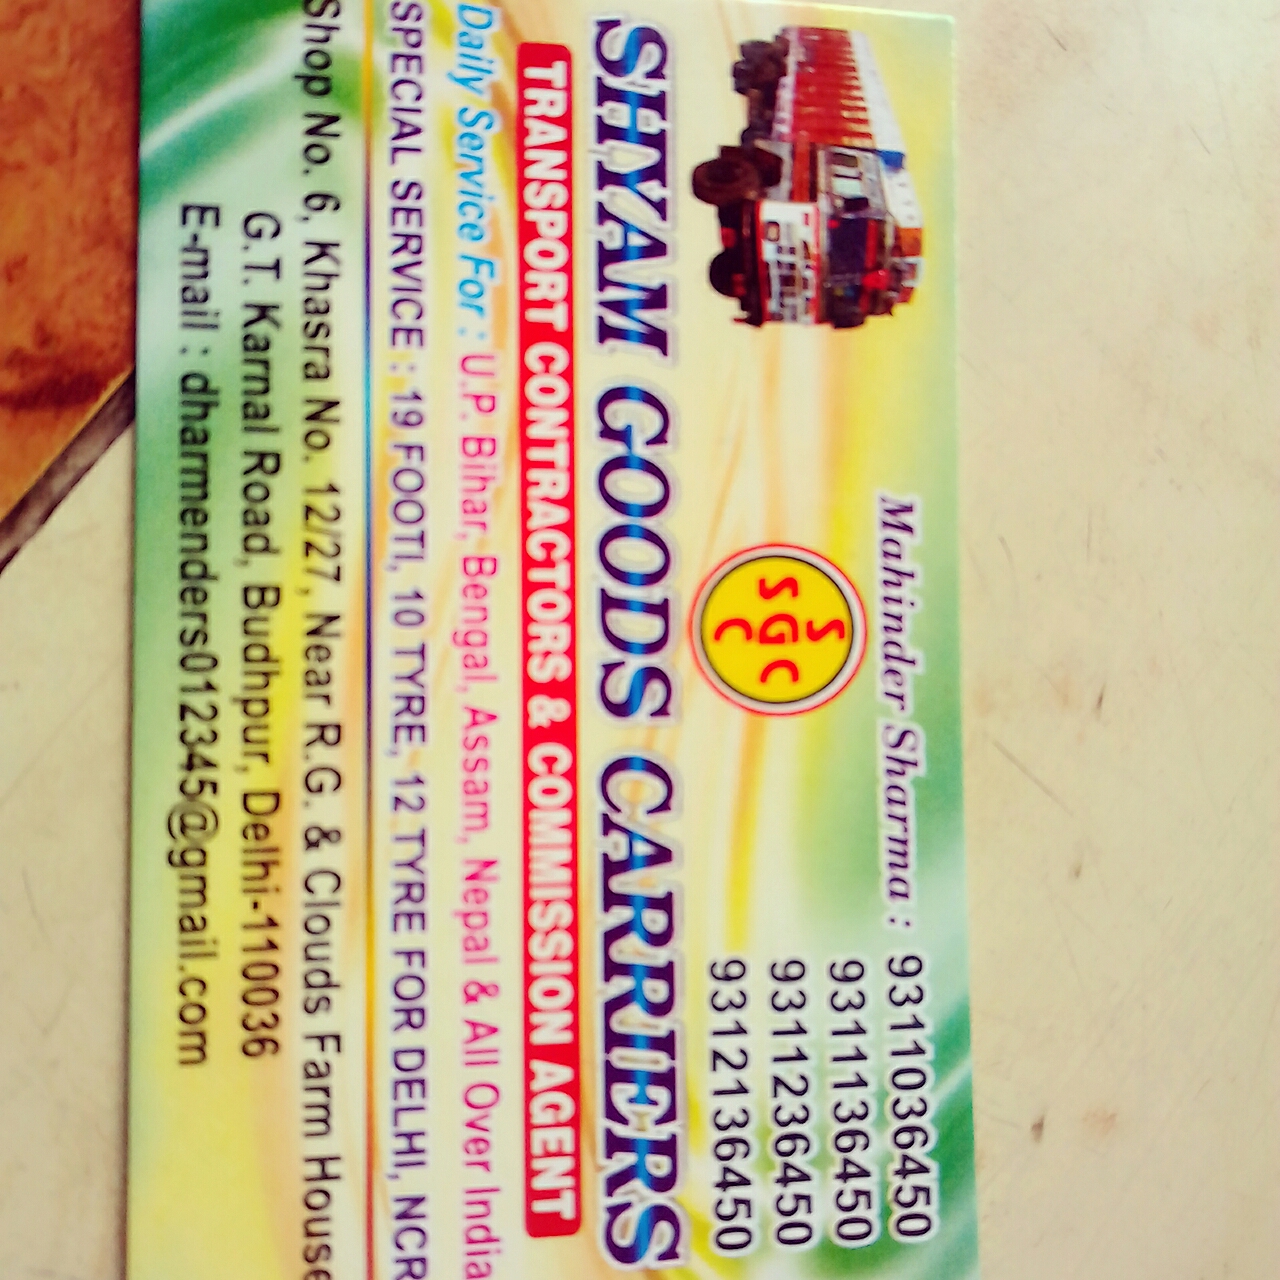 Mahinder Sharma : 9311036450
9311136450
9311236450
9312136450
S
S G C
C
SHYAM GOODS CARRIERS
TRANSPORT CONTRACTORS & COMMISSION AGENT
Daily Service For : U.P. Bihar, Bengal, Assam, Nepal & All Over India
SPECIAL SERVICE : 19 FOOTI, 10 TYRE, 12 TYRE FOR DELHI, NCR
Shop No. 6, Khasra No. 12/27, Near R.G. & Clouds Farm House
G.T. Karnal Road, Budhpur, Delhi-110036
E-mail : dharmenders012345@gmail.com